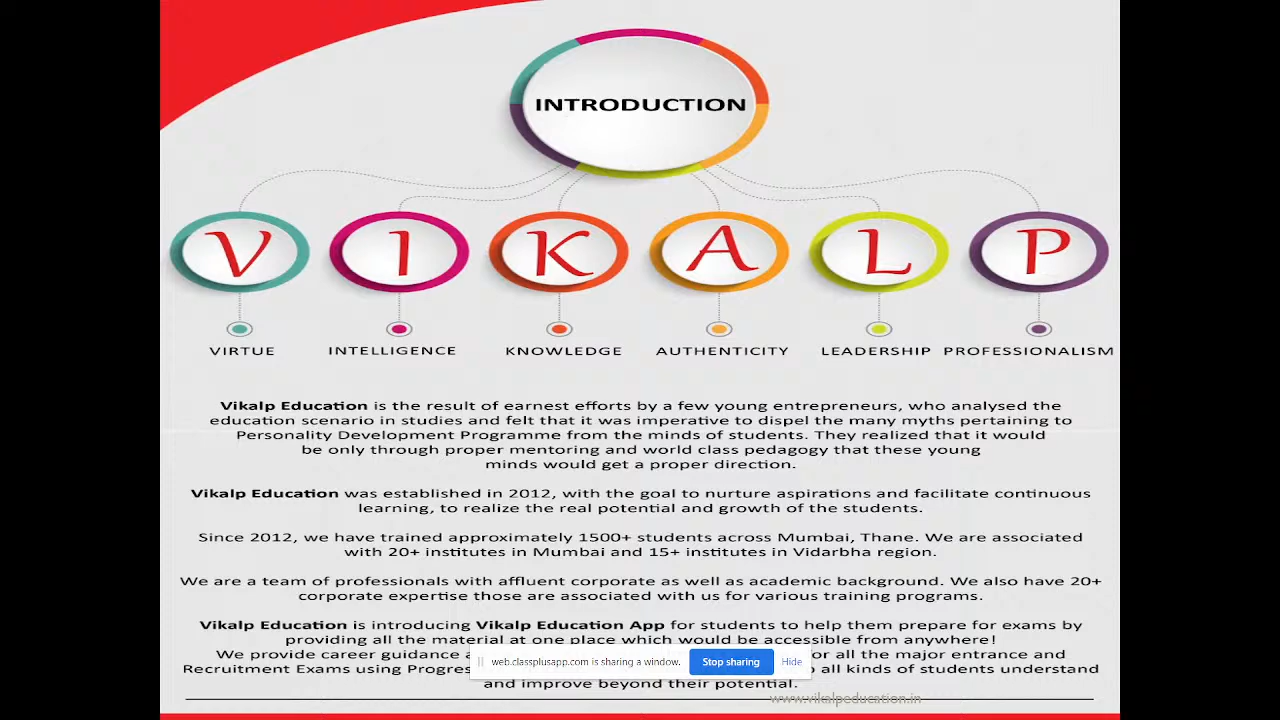 INTRODUCTION
V I K A L P
VIRTUE INTELLIGENCE KNOWLEDGE AUTHENTICITY LEADERSHIP PROFESSIONALISM
Vikalp Education is the result of earnest efforts by a few young entrepreneurs, who analysed the
education scenario in studies and felt that it was imperative to dispel the many myths pertaining to
Personality Development Programme from the minds of students. They realized that it would
be only through proper mentoring and world class pedagogy that these young
minds would get a proper direction.
Vikalp Education was established in 2012, with the goal to nurture aspirations and facilitate continuous
learning, to realize the real potential and growth of the students.
Since 2012, we have trained approximately 1500+ students across Mumbai, Thane. We are associated
with 20+ institutes in Mumbai and 15+ institutes in Vidarbha region.
We are a team of professionals with affluent corporate as well as academic background. We also have 20+
corporate expertise those are associated with us for various training programs.
Vikalp Education is introducing Vikalp Education App for students to help them prepare for exams by
providing all the material at one place which would be accessible from anywhere!
We provide career guidance for all the major entrance and
web.classplusapp.com is sharing a window. Stop sharing Hide
Recruitment Exams using all kinds of students understand
and improve beyond their potential.
www.vikalpeducation.in